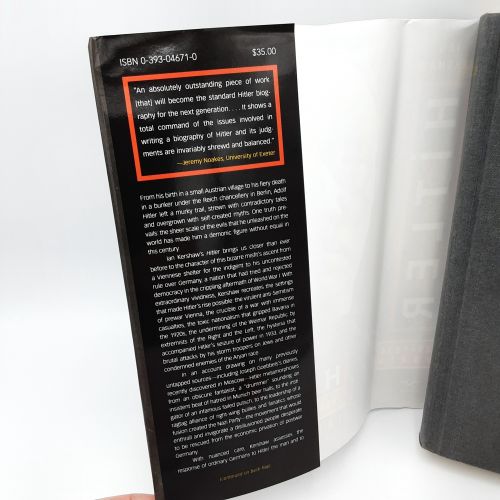 ISBN 0-393-04671-0 $35.00
"An absolutely outstanding piece of work
[that] will become the standard Hitler biog-
raphy for the next generation. . . . It shows a
total command of the issues involved in
writing a biography of Hitler and its judg-
ments are invariably shrewd and balanced."
—Jeremy Noakes, University of Exeter
From his birth in a small Austrian village to his fiery death
in a bunker under the Reich chancellery in Berlin, Adolf
Hitler left a murky trail, strewn with contradictory tales
and overgrown with self-created myths. One truth pre-
vails: the sheer scale of the evils that he unleashed on the
world has made him a demonic figure without equal in
this century.
Ian Kershaw's Hitler brings us closer than ever
before to the character of this bizarre misfit's ascent from
a Viennese shelter for the indigent to his uncontested
rule over Germany, a nation that had tried and rejected
democracy in the crippling aftermath of World War I. With
extraordinary vividness, Kershaw recreates the settings
that made Hitler's rise possible: the virulent anti-Semitism
of prewar Vienna, the crucible of a war with immense
casualties, the toxic nationalism that gripped Bavaria in
the 1920s, the undermining of the Weimar Republic by
extremists of the Right and the Left, the hysteria that
accompanied Hitler's seizure of power in 1933, and the
brutal attacks by his storm troopers on Jews and other
condemned enemies of the Aryan race.
In an account drawing on many previously
untapped sources—including Joseph Goebbels's diaries,
recently discovered in Moscow—Hitler metamorphoses
from an obscure fantasist, a "drummer" sounding an
insistent beat of hatred in Munich beer halls, to the insti-
gator of an infamous failed putsch, to the leadership of a
ragtag alliance of right-wing bullies and fanatics whose
fusion created the Nazi Party—the movement that would
enthrall and invigorate a disillusioned people desperate
to be rescued from the economic privation of postwar
Germany.
With nuanced care, Kershaw assesses the
response of ordinary Germans to Hitler the man and to
(continued on back flap)